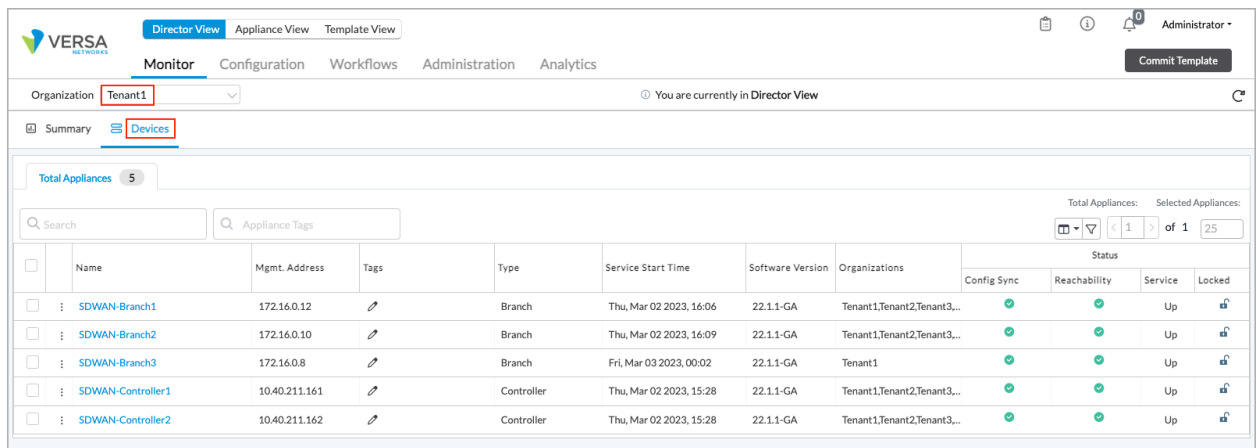 Director View Appliance View Template View
0
Administrator
VERSA
NETWORKS
Monitor Configuration Workflows Administration Analytics
Commit Template
Organization Tenant1
You are currently in Director View
Summary Devices
Total Appliances 5
Total Appliances: Selected Appliances:
Search Appliance Tags
1 of 1 25
Status
Name Mgmt. Address Tags Type Service Start Time Software Version Organizations
Config Sync Reachability Service Locked
SDWAN-Branch1 172.16.0.12 Branch Thu, Mar 02 2023, 16:06 22.1.1-GA Tenant1,Tenant2,Tenant3,... Up
SDWAN-Branch2 172.16.0.10 Branch Thu, Mar 02 2023, 16:09 22.1.1-GA Tenant1,Tenant2,Tenant3,... Up
SDWAN-Branch3 172.16.0.8 Branch Fri, Mar 03 2023, 00:02 22.1.1-GA Tenant1 Up
SDWAN-Controller1 10.40.211.161 Controller Thu, Mar 02 2023, 15:28 22.1.1-GA Tenant1,Tenant2,Tenant3,... Up
SDWAN-Controller2 10.40.211.162 Controller Thu, Mar 02 2023, 15:28 22.1.1-GA Tenant1,Tenant2,Tenant3,... Up